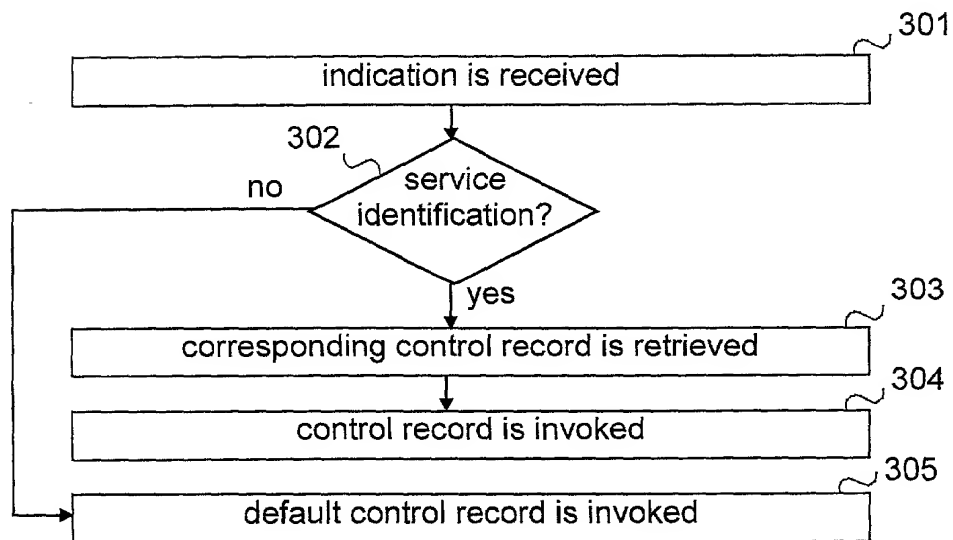 301
indication is received
302
service
identification?
no
yes
303
corresponding control record is retrieved
304
control record is invoked
305
default control record is invoked